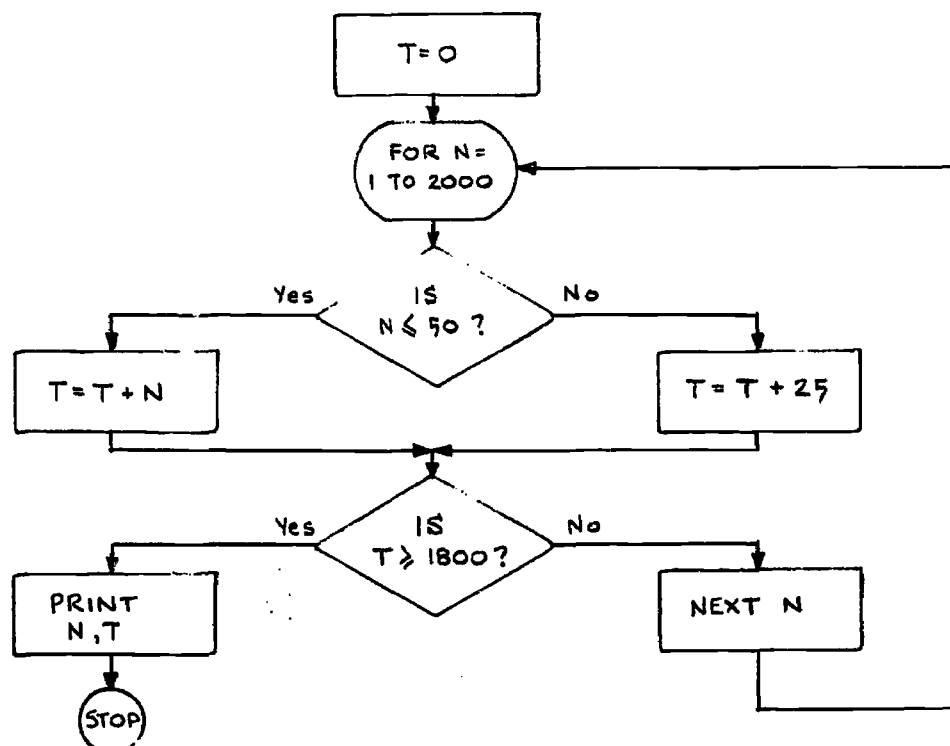 T=0
FOR N=
1 TO 2000
Yes
IS
N ≤ 50 ?
No
T = T + N
T = T + 25
Yes
IS
T ≥ 1800 ?
No
PRINT
N, T
NEXT N
STOP